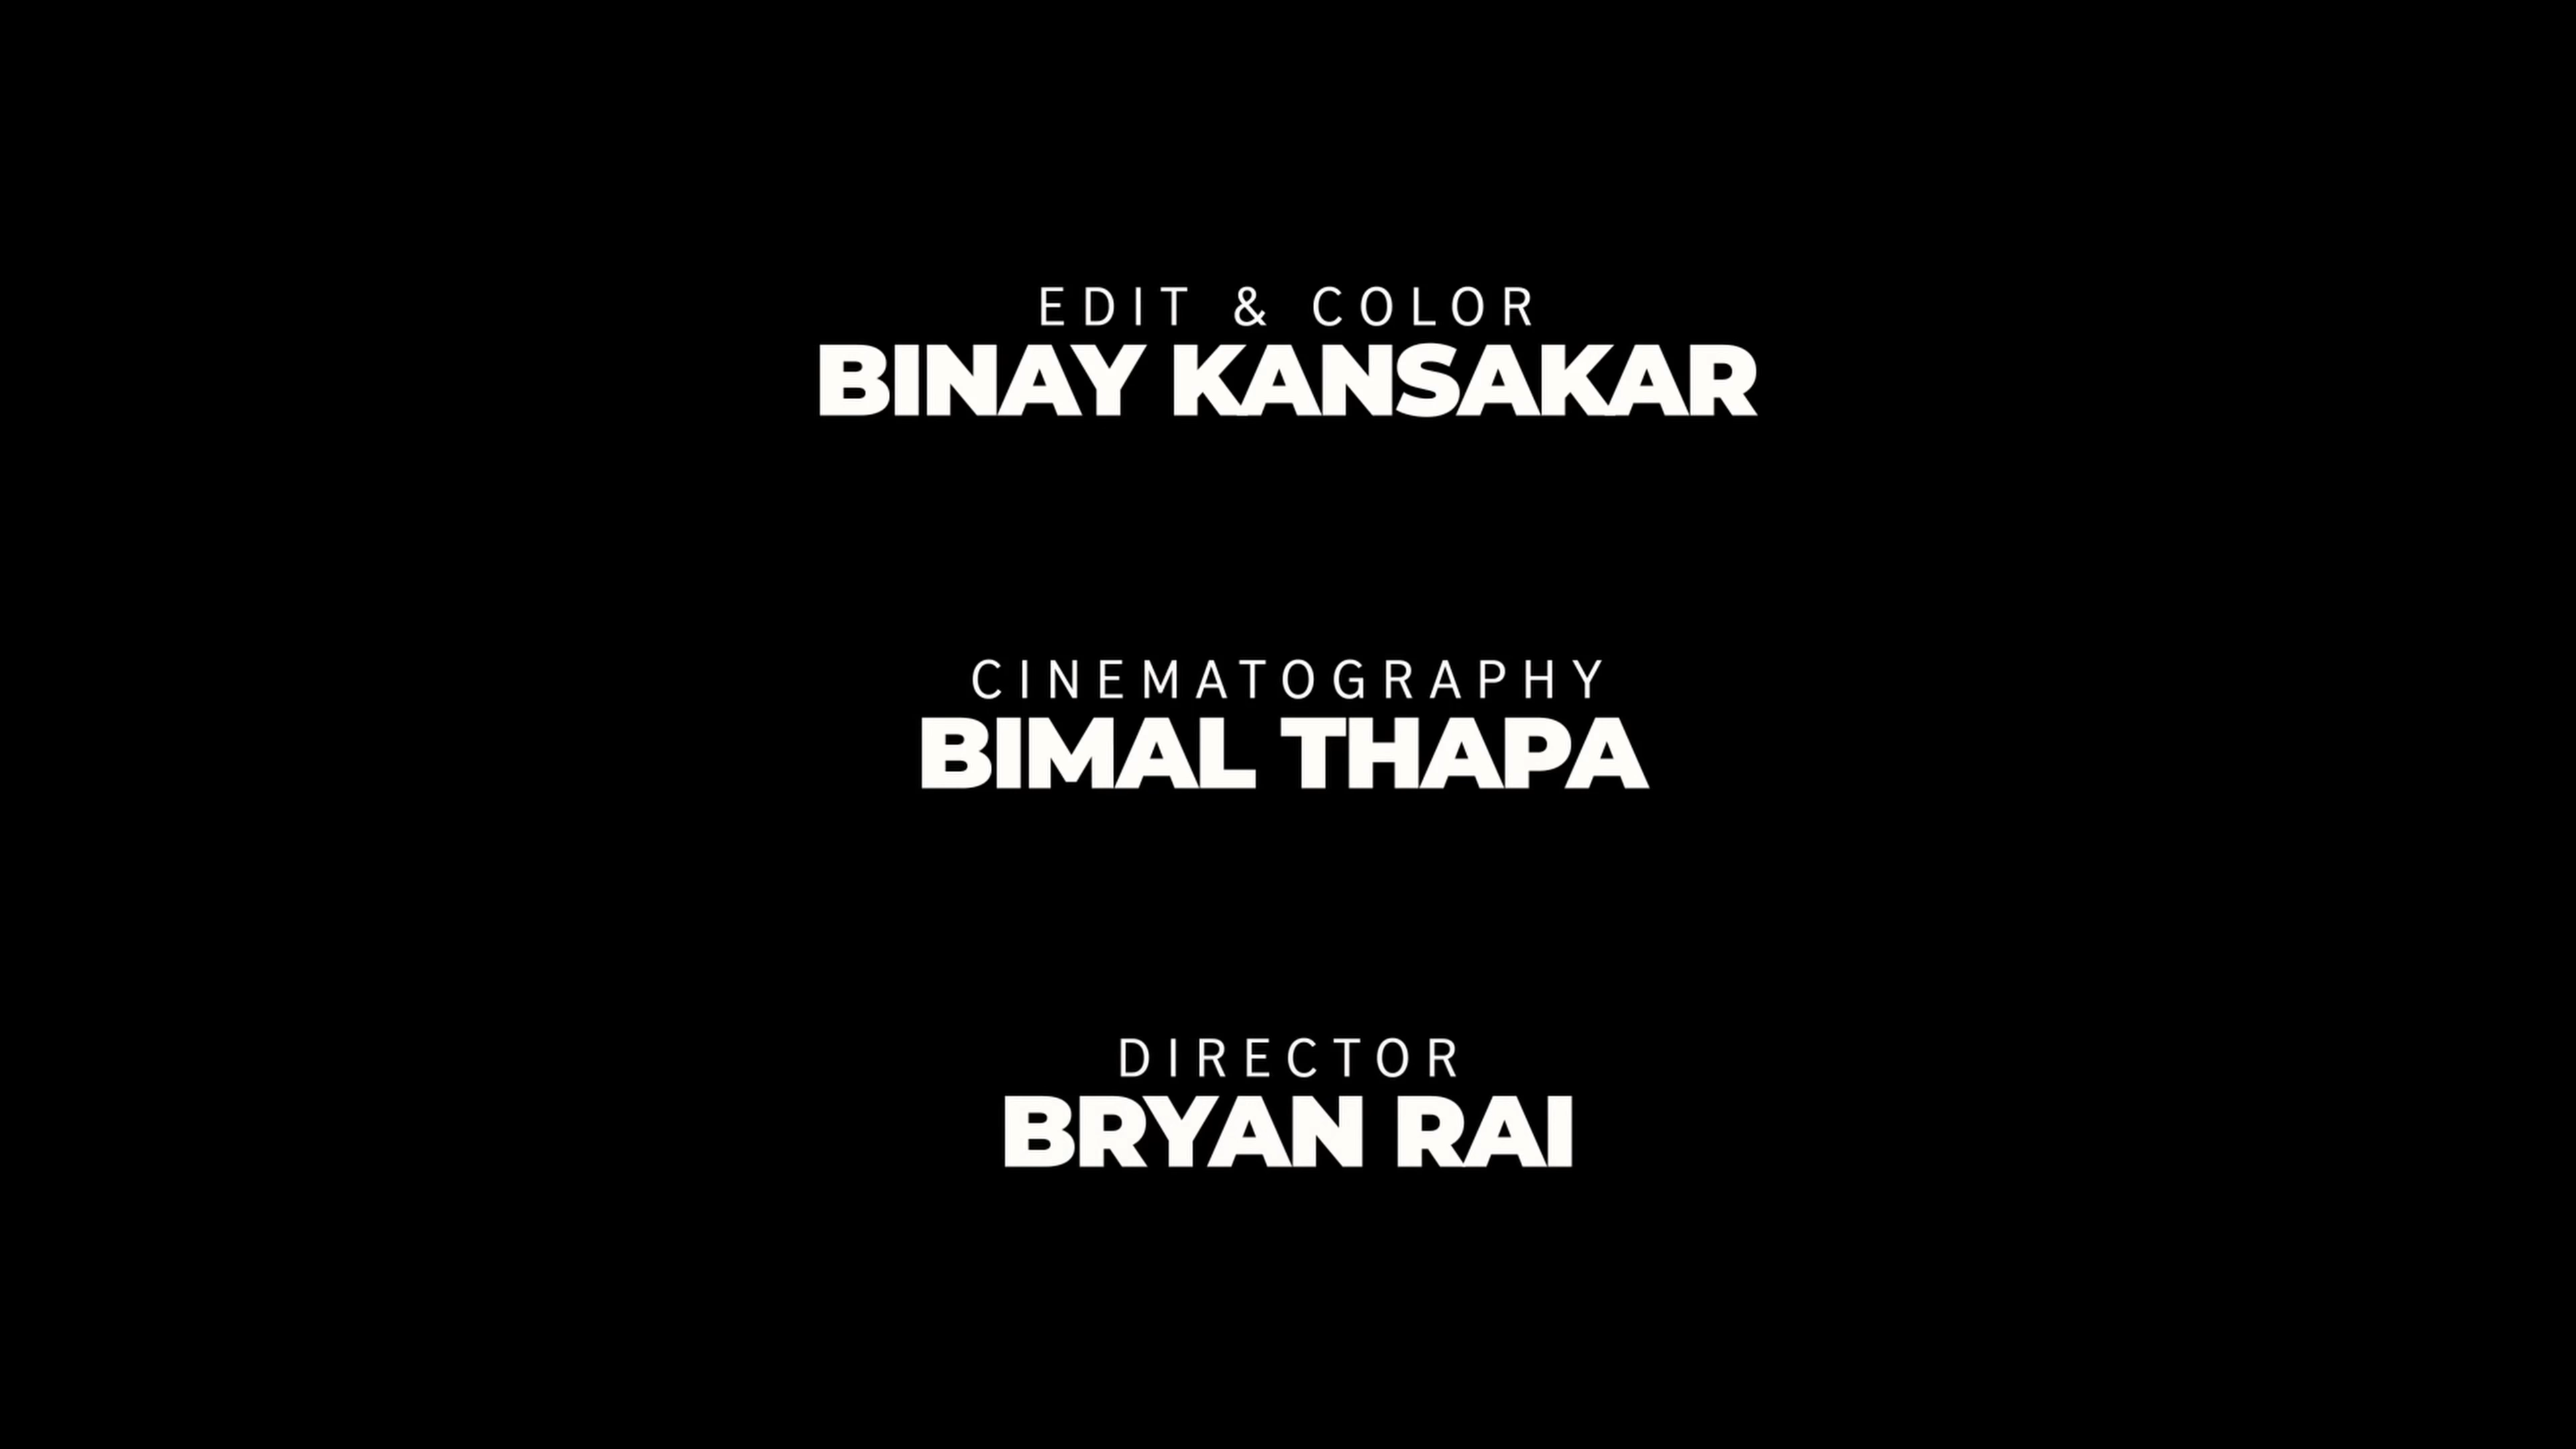 EDIT & COLOR
BINAY KANSAKAR
CINEMATOGRAPHY
BIMAL THAPA
DIRECTOR
BRYAN RAI